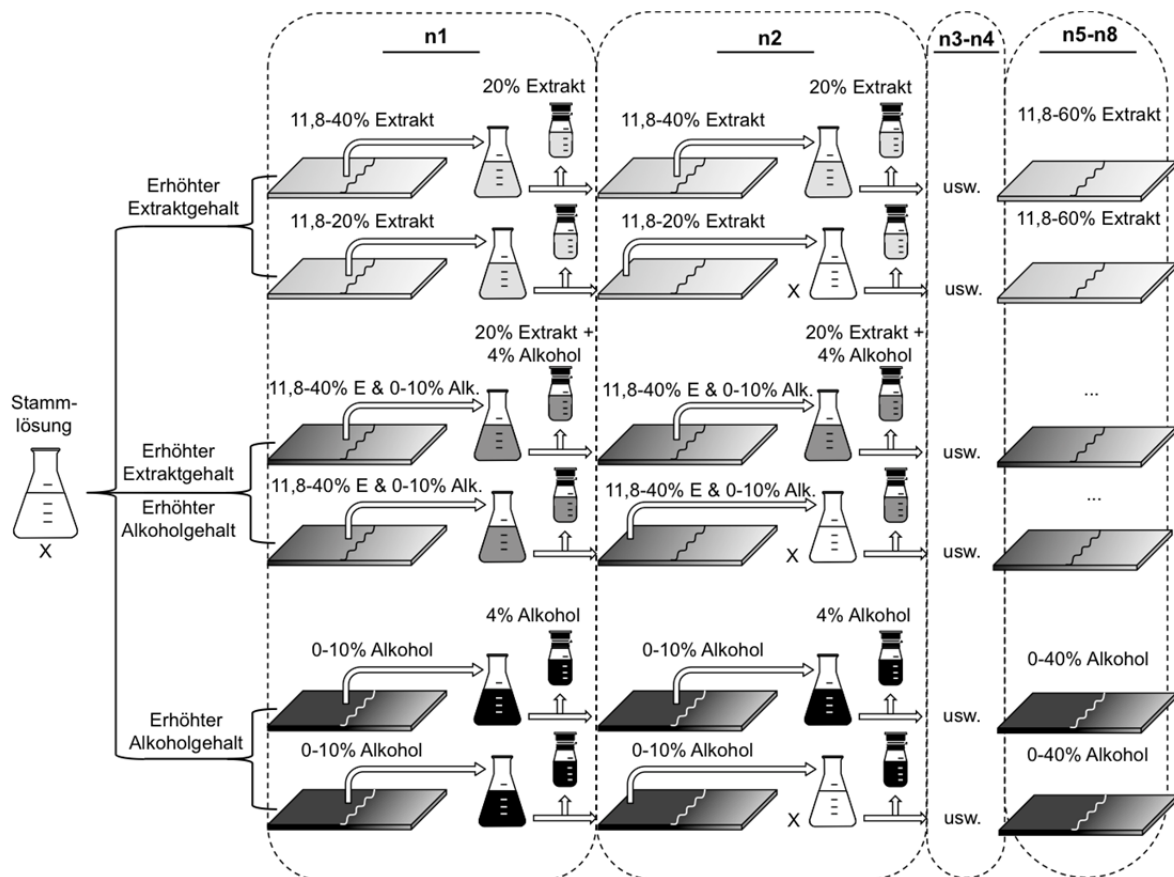 n1
n2
n3-n4
n5-n8
20% Extrakt
20% Extrakt
11,8-40% Extrakt
11,8-40% Extrakt
11,8-60% Extrakt
Erhöhter
Extraktgehalt
usw.
11,8-20% Extrakt
11,8-20% Extrakt
11,8-60% Extrakt
X
usw.
20% Extrakt +
4% Alkohol
20% Extrakt +
4% Alkohol
11,8-40% E & 0-10% Alk.
11,8-40% E & 0-10% Alk.
...
Stamm-
lösung
X
Erhöhter
Extraktgehalt
Erhöhter
Alkoholgehalt
usw.
11,8-40% E & 0-10% Alk.
11,8-40% E & 0-10% Alk.
...
X
usw.
4% Alkohol
4% Alkohol
0-10% Alkohol
0-10% Alkohol
0-40% Alkohol
Erhöhter
Alkoholgehalt
usw.
0-10% Alkohol
0-10% Alkohol
0-40% Alkohol
X
usw.